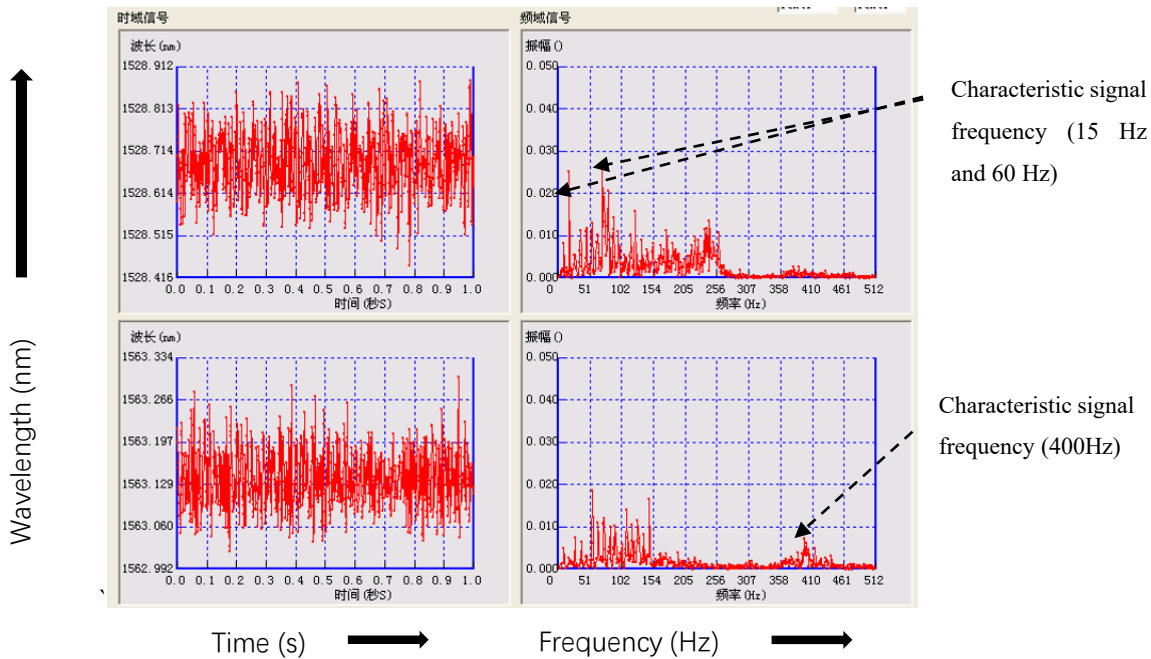 时域信号
频域信号
波长(nm)
1528.912
1528.813
1528.714
1528.614
1528.515
1528.416
0.0 0.1 0.2 0.3 0.4 0.5 0.6 0.7 0.8 0.9 1.0
时间(秒S)
振幅()
0.050
0.040
0.030
0.020
0.010
0.000
0 51 102 154 205 256 307 358 410 461 512
频率(Hz)
Characteristic signal
frequency (15 Hz
and 60 Hz)
波长(nm)
1563.334
1563.266
1563.197
1563.129
1563.060
1562.992
0.0 0.1 0.2 0.3 0.4 0.5 0.6 0.7 0.8 0.9 1.0
时间(秒S)
振幅()
0.050
0.040
0.030
0.020
0.010
0.000
0 51 102 154 205 256 307 358 410 461 512
频率(Hz)
Characteristic signal
frequency (400Hz)
Wavelength (nm)
Time (s)
Frequency (Hz)